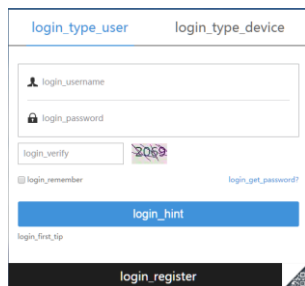 login_type_user login_type_device
login_username
login_password
login_verify 2069
login_remember login_get_password?
login_hint
login_first_tip
login_register